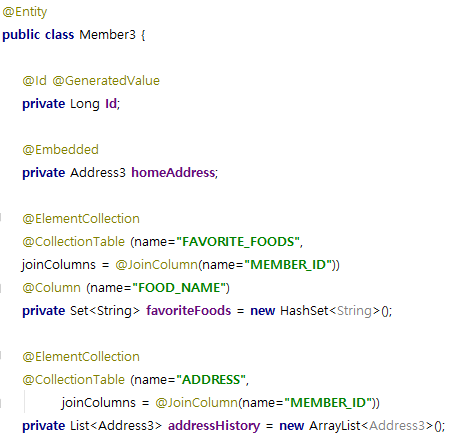 @Entity
public class Member3 {
@Id @GeneratedValue
private Long Id;
@Embedded
private Address3 homeAddress;
@ElementCollection
@CollectionTable (name="FAVORITE_FOODS",
joinColumns = @JoinColumn(name="MEMBER_ID"))
@Column (name="FOOD_NAME")
private Set<String> favoriteFoods = new HashSet<String>();
@ElementCollection
@CollectionTable (name="ADDRESS",
joinColumns = @JoinColumn(name="MEMBER_ID"))
private List<Address3> addressHistory = new ArrayList<Address3>();